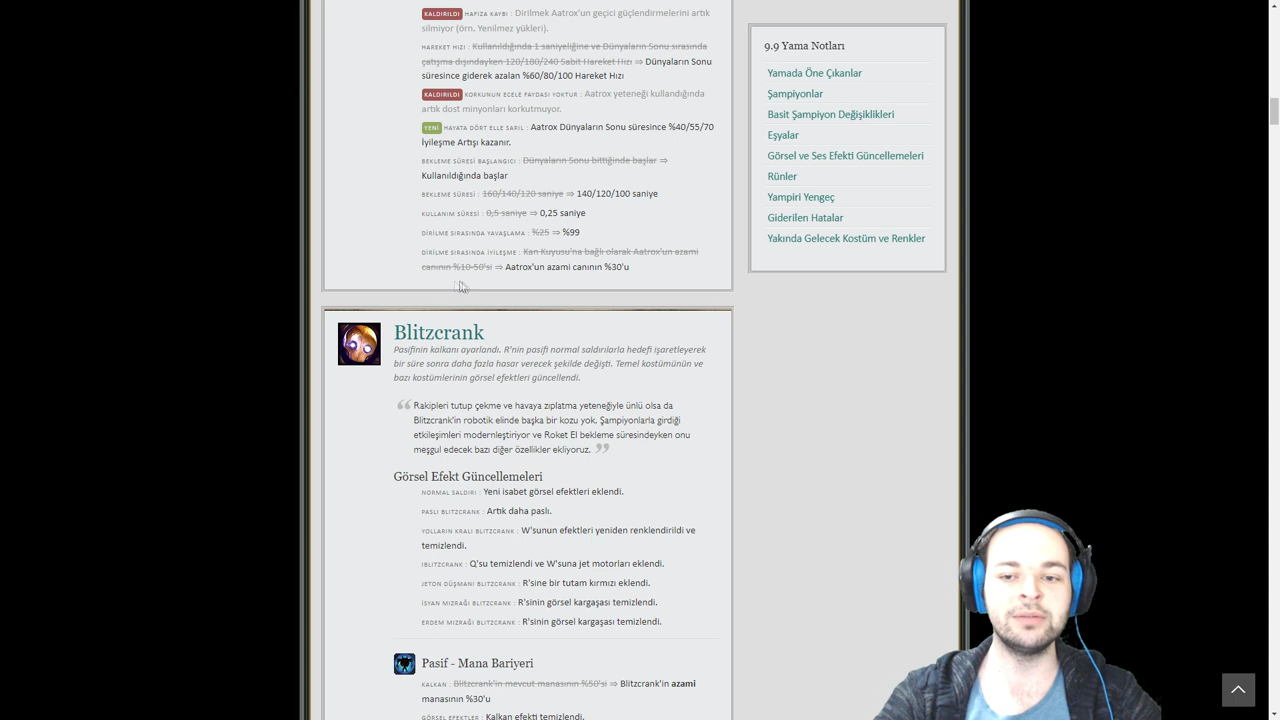 KALDIRILDI HAFIZA KAYBI : Dirilmek Aatrox'un geçici güçlendirmelerini artık
silmiyor (örn. Yenilmez yükleri).
HAREKET HIZI : Kullanıldığında 1 saniyeliğine ve Dünyaların Sonu sırasında
çatışma dışındayken 120/180/240 Sabit Hareket Hızı ⇒ Dünyaların Sonu
süresince giderek azalan %60/80/100 Hareket Hızı
KALDIRILDI KORKUNUN ECELE FAYDASI YOKTUR : Aatrox yeteneği kullandığında
artık dost minyonları korkutmuyor.
YENİ HAYATA DÖRT ELLE SARIL : Aatrox Dünyaların Sonu süresince %40/55/70
İyileşme Artışı kazanır.
BEKLEME SÜRESİ BAŞLANGICI : Dünyaların Sonu bittiğinde başlar ⇒
Kullanıldığında başlar
BEKLEME SÜRESİ : 160/140/120 saniye ⇒ 140/120/100 saniye
KULLANIM SÜRESİ : 0,5 saniye ⇒ 0,25 saniye
DİRİLME SIRASINDA YAVAŞLAMA : %25 ⇒ %99
DİRİLME SIRASINDA İYİLEŞME : Kan Kuyusu'na bağlı olarak Aatrox'un azami
canının %10-50'si ⇒ Aatrox'un azami canının %30'u
Blitzcrank
Pasifinin kalkanı ayarlandı. R'nin pasifi normal saldırılarla hedefi işaretleyerek
bir süre sonra daha fazla hasar verecek şekilde değişti. Temel kostümünün ve
bazı kostümlerinin görsel efektleri güncellendi.
“ Rakipleri tutup çekme ve havaya zıplatma yeteneğiyle ünlü olsa da
Blitzcrank'in robotik elinde başka bir kozu yok. Şampiyonlarla girdiği
etkileşimleri modernleştiriyor ve Roket El bekleme süresindeyken onu
meşgul edecek bazı diğer özellikler ekliyoruz. ”
Görsel Efekt Güncellemeleri
NORMAL SALDIRI : Yeni isabet görsel efektleri eklendi.
PASLI BLITZCRANK : Artık daha paslı.
YOLLARIN KRALI BLITZCRANK : W'sunun efektleri yeniden renklendirildi ve
temizlendi.
IBLITZCRANK : Q'su temizlendi ve W'suna jet motorları eklendi.
JETON DÜŞMANI BLITZCRANK : R'sine bir tutam kırmızı eklendi.
İSYAN MIZRAĞI BLITZCRANK : R'sinin görsel kargaşası temizlendi.
ERDEM MIZRAĞI BLITZCRANK : R'sinin görsel kargaşası temizlendi.
Pasif - Mana Bariyeri
KALKAN : Blitzcrank'in mevcut manasının %50'si ⇒ Blitzcrank'in azami
manasının %30'u
GÖRSEL EFEKTLER : Kalkan efekti temizlendi.
9.9 Yama Notları
Yamada Öne Çıkanlar
Şampiyonlar
Basit Şampiyon Değişiklikleri
Eşyalar
Görsel ve Ses Efekti Güncellemeleri
Rünler
Yampiri Yengeç
Giderilen Hatalar
Yakında Gelecek Kostüm ve Renkler